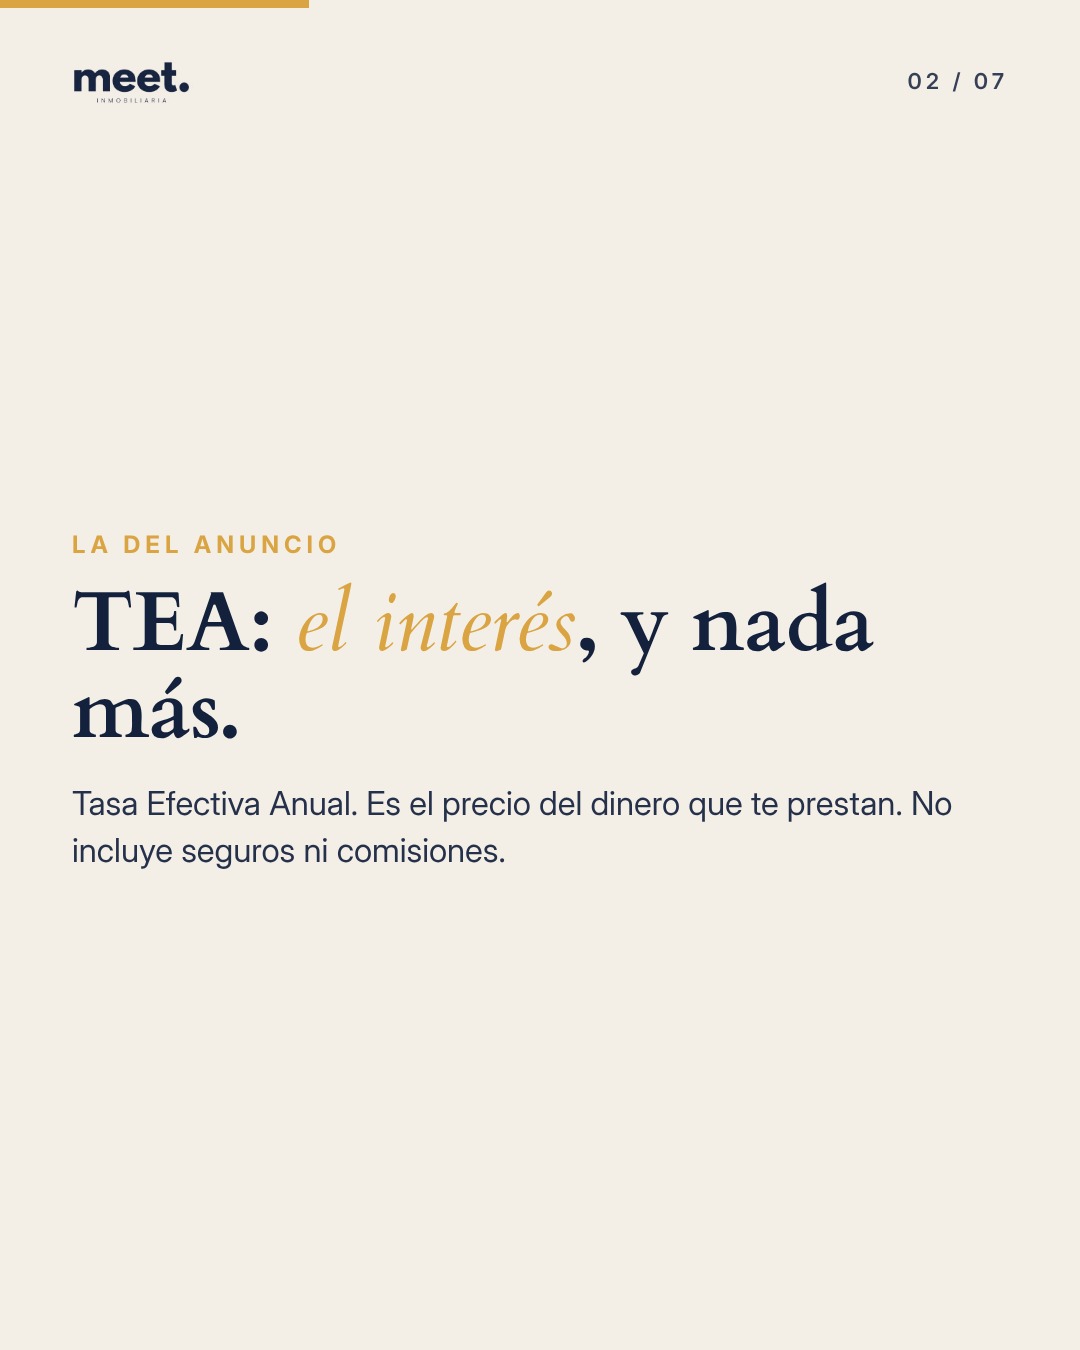 meet.
INMOBILIARIA
02 / 07
LA DEL ANUNCIO
TEA: el interés, y nada
más.
Tasa Efectiva Anual. Es el precio del dinero que te prestan. No
incluye seguros ni comisiones.